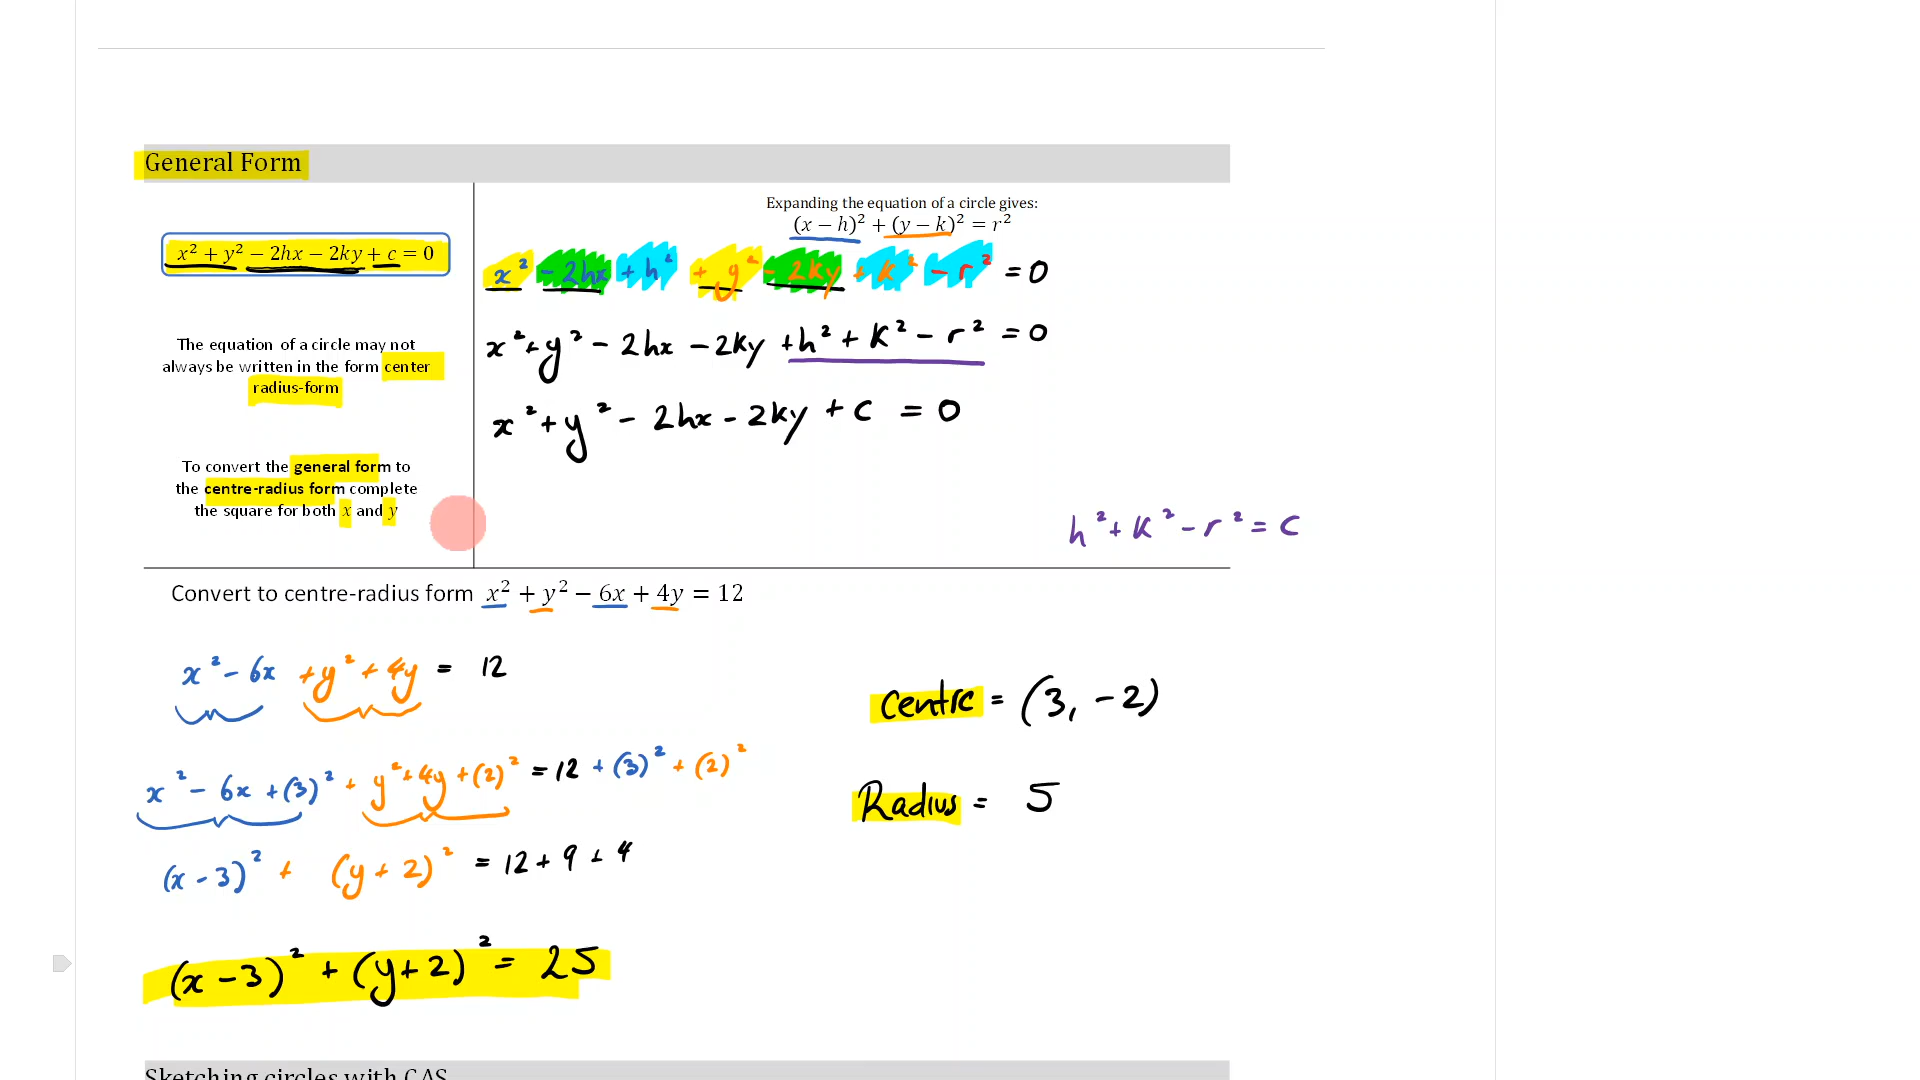 General Form
x² + y² − 2hx − 2ky + c = 0
The equation of a circle may not
always be written in the form center
radius-form
To convert the general form to
the centre-radius form complete
the square for both x and y
Expanding the equation of a circle gives:
(x − h)² + (y − k)² = r²
x² − 2hx + h² + y² − 2ky + k² − r² = 0
x² + y² − 2hx − 2ky + h² + k² − r² = 0
x² + y² − 2hx − 2ky + c = 0
h² + k² − r² = c
Convert to centre-radius form x² + y² − 6x + 4y = 12
x² − 6x + y² + 4y = 12
x² − 6x + (3)² + y² + 4y + (2)² = 12 + (3)² + (2)²
(x − 3)² + (y + 2)² = 12 + 9 + 4
(x − 3)² + (y + 2)² = 25
Centre = (3, −2)
Radius = 5
Sketching circles with CAS